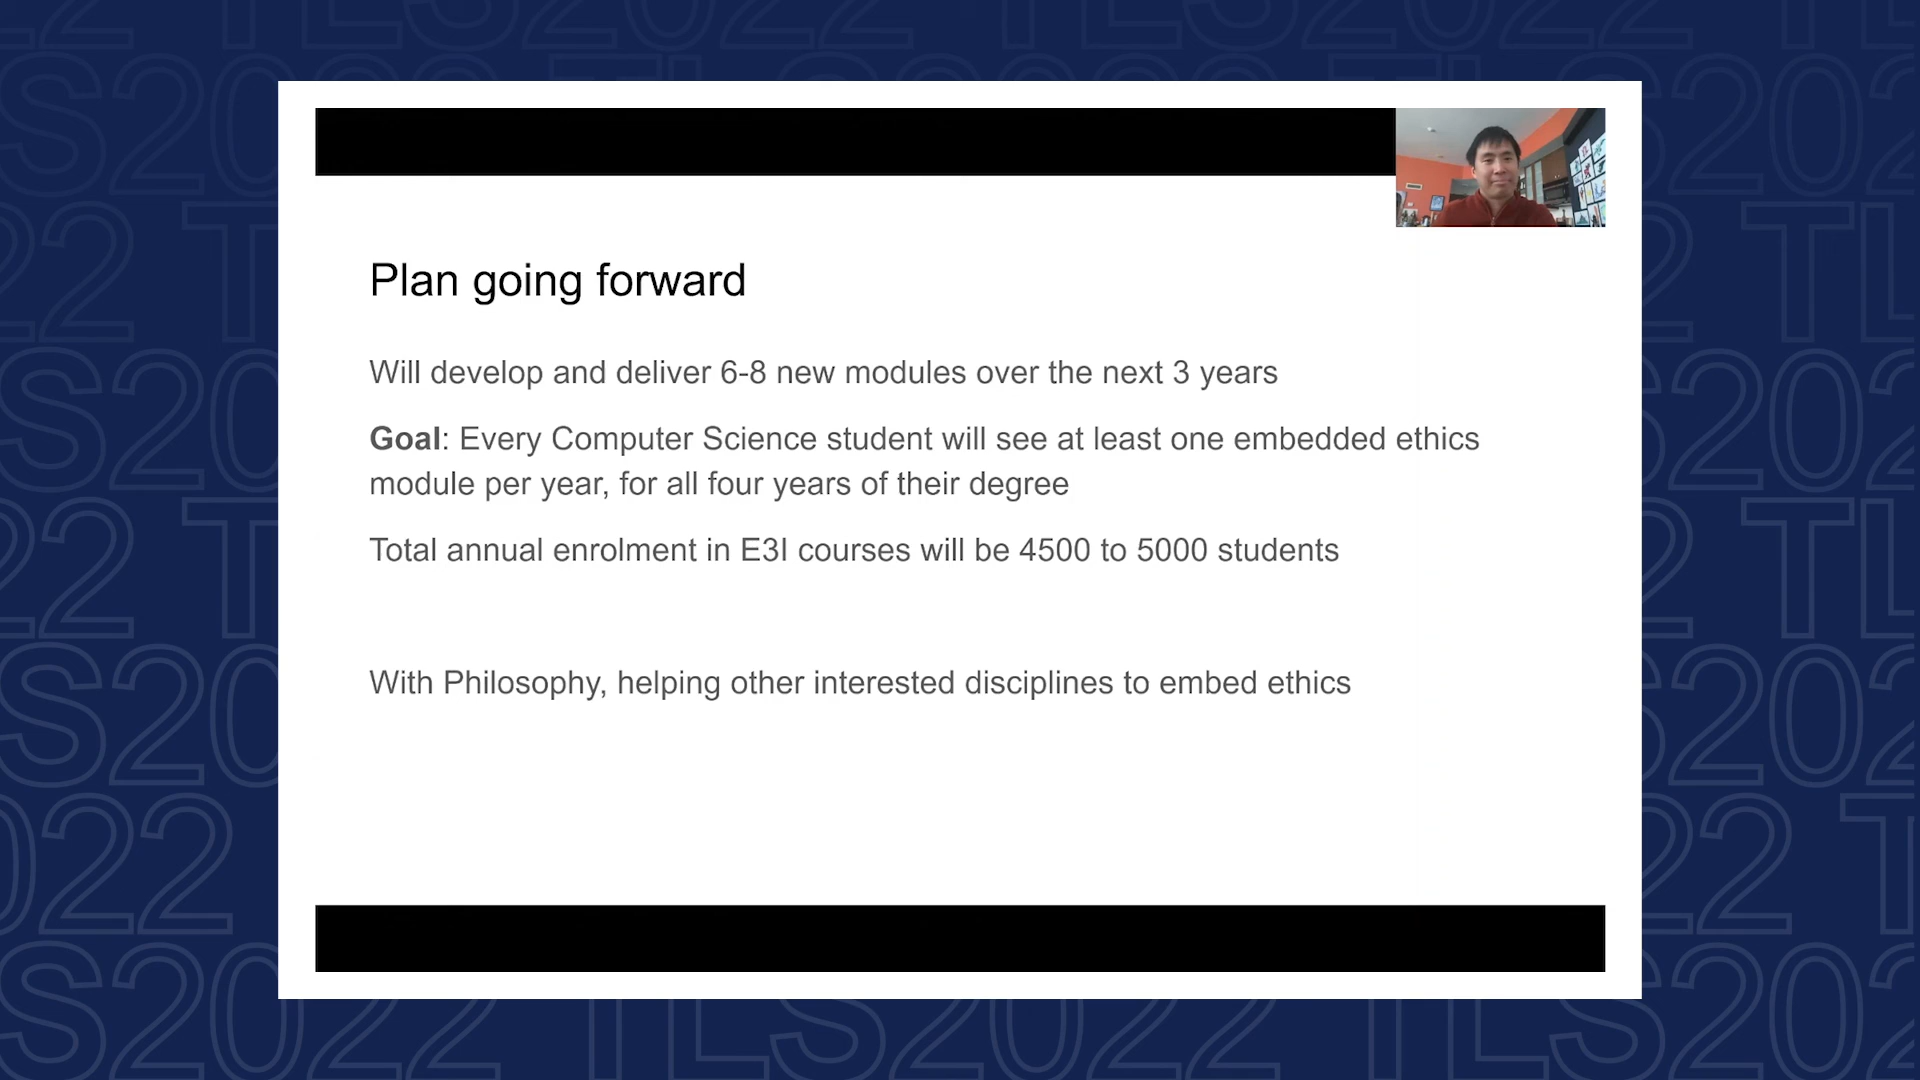 Plan going forward
Will develop and deliver 6-8 new modules over the next 3 years
Goal: Every Computer Science student will see at least one embedded ethics
module per year, for all four years of their degree
Total annual enrolment in E3I courses will be 4500 to 5000 students
With Philosophy, helping other interested disciplines to embed ethics
TLS2022